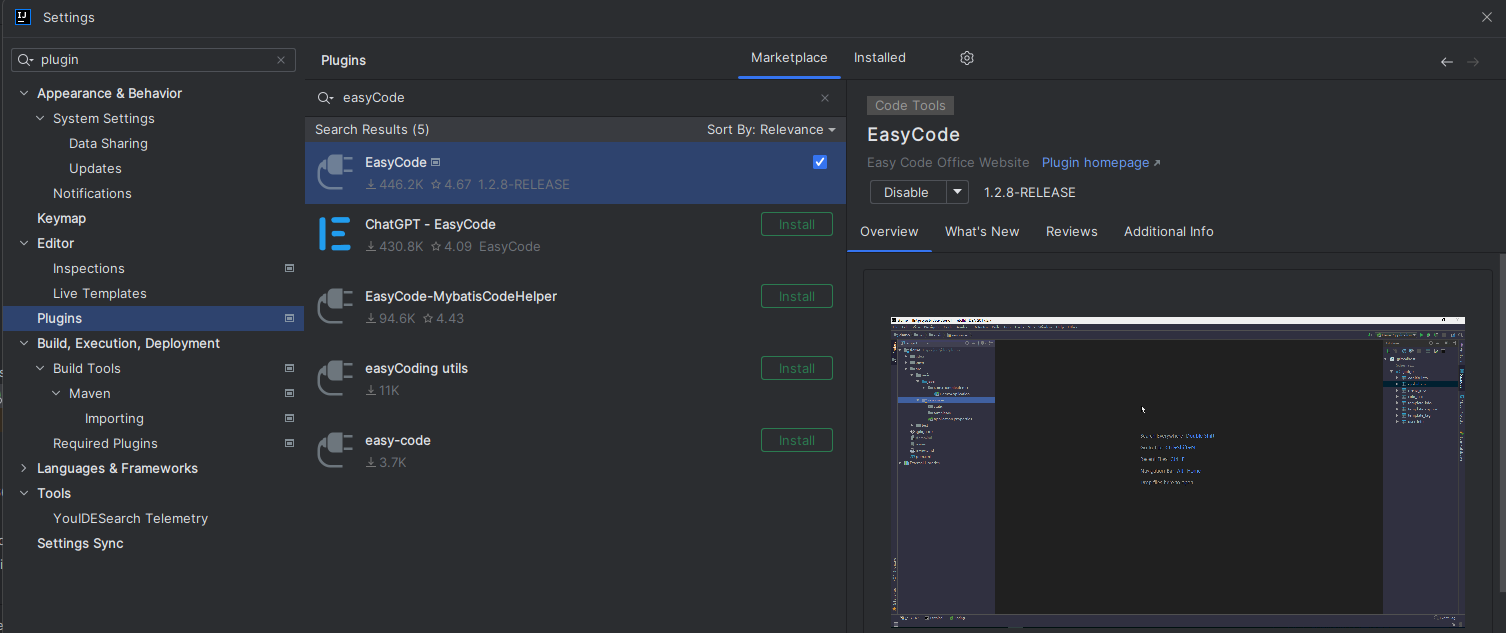 Settings
plugin
Appearance & Behavior
System Settings
Data Sharing
Updates
Notifications
Keymap
Editor
Inspections
Live Templates
Plugins
Build, Execution, Deployment
Build Tools
Maven
Importing
Required Plugins
Languages & Frameworks
Tools
YouIDESearch Telemetry
Settings Sync
Plugins
Marketplace
Installed
easyCode
Search Results (5)
Sort By: Relevance
EasyCode
446.2K 4.67 1.2.8-RELEASE
ChatGPT - EasyCode
Install
430.8K 4.09 EasyCode
EasyCode-MybatisCodeHelper
Install
94.6K 4.43
easyCoding utils
Install
11K
easy-code
Install
3.7K
Code Tools
EasyCode
Easy Code Office Website Plugin homepage
Disable 1.2.8-RELEASE
Overview What's New Reviews Additional Info